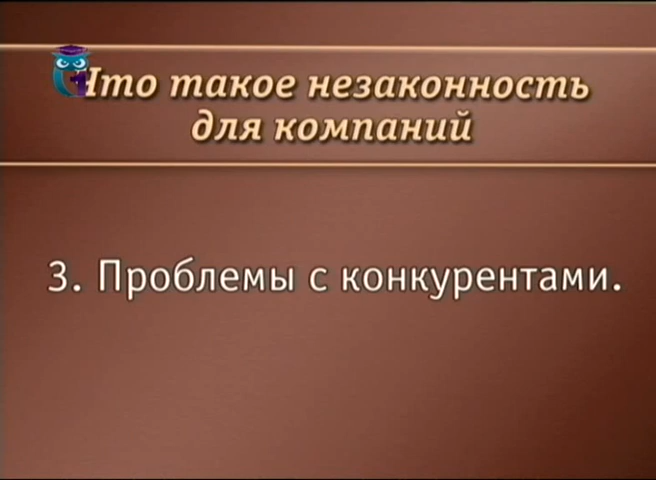 Что такое незаконность
для компаний
3. Проблемы с конкурентами.